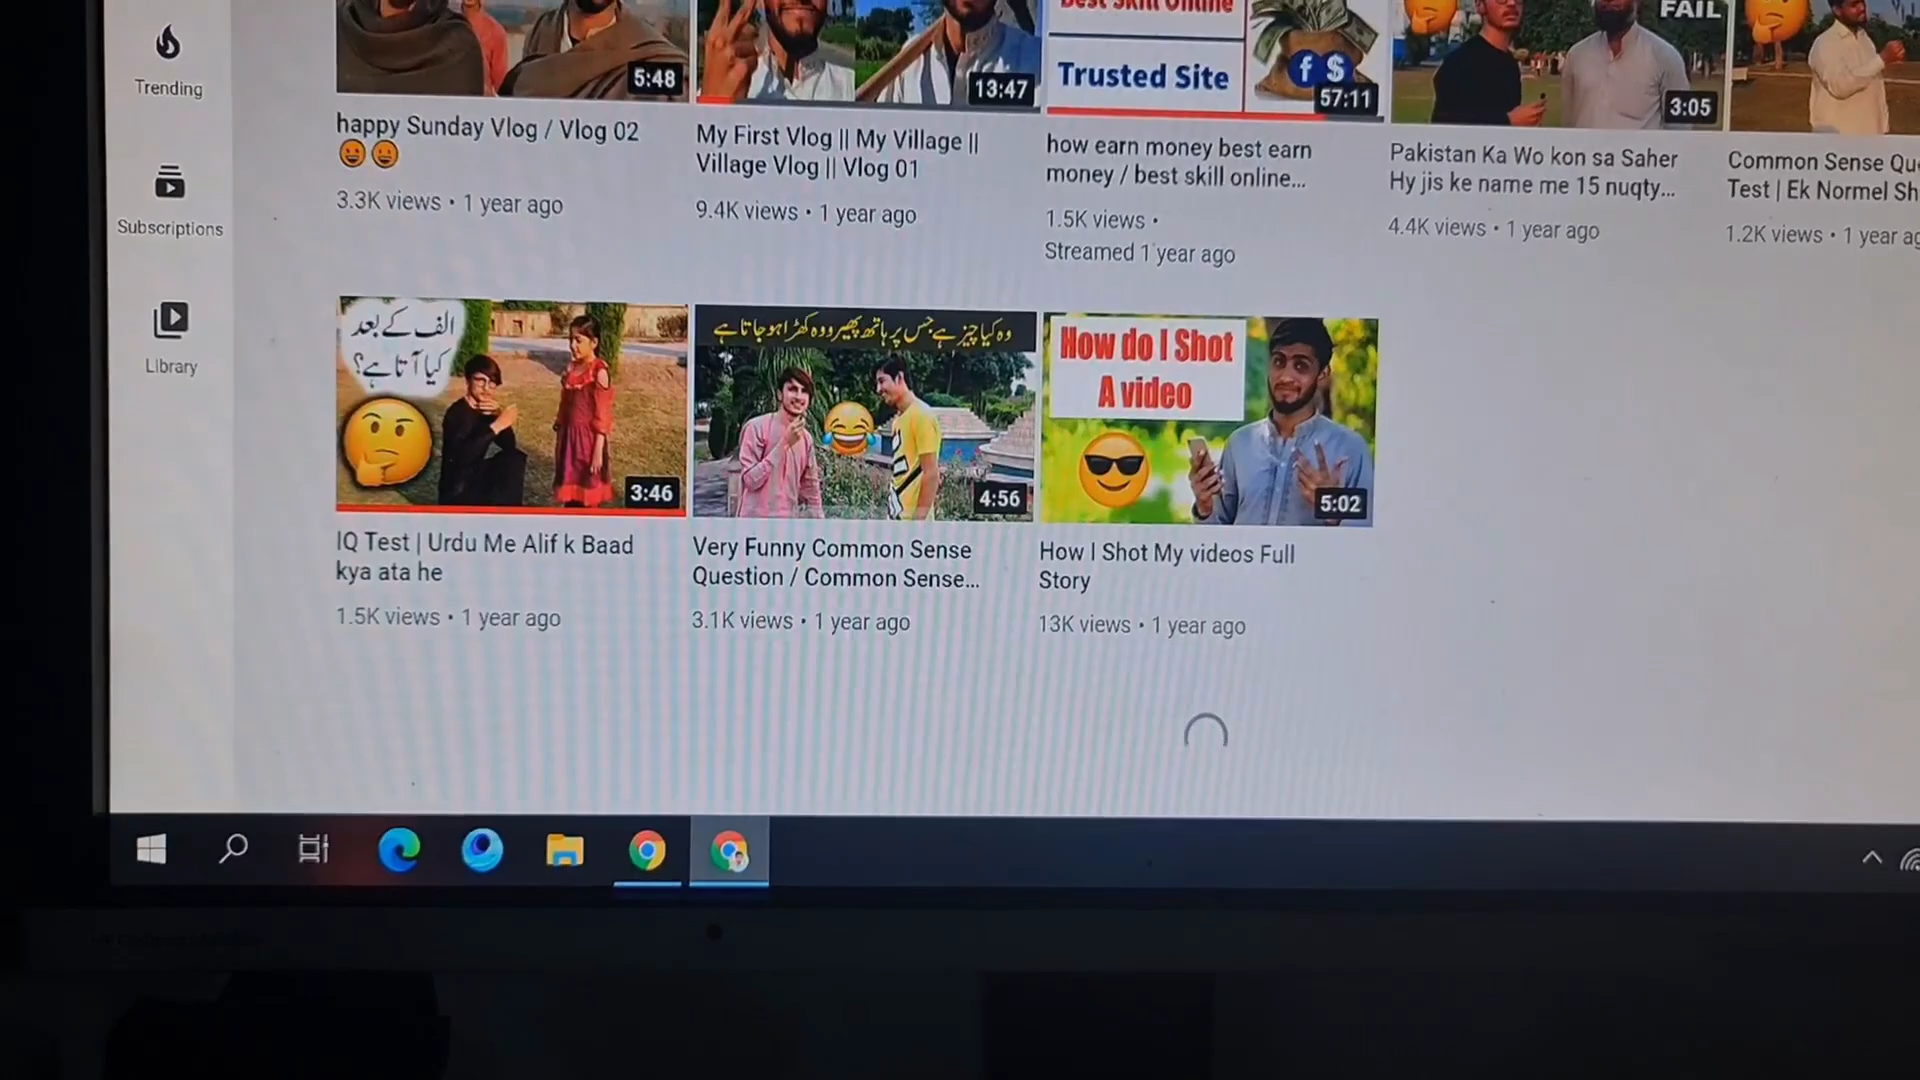 Trending
Subscriptions
Library
5:48
happy Sunday Vlog / Vlog 02
3.3K views • 1 year ago
13:47
My First Vlog || My Village ||
Village Vlog || Vlog 01
9.4K views • 1 year ago
Best Skill Online
Trusted Site
f $
57:11
how earn money best earn
money / best skill online...
1.5K views •
Streamed 1 year ago
FAIL
3:05
Pakistan Ka Wo kon sa Saher
Hy jis ke name me 15 nuqty...
4.4K views • 1 year ago
Common Sense Que
Test | Ek Normel Sh
1.2K views • 1 year ag
الف کے بعد
کیا آتا ہے؟
3:46
IQ Test | Urdu Me Alif k Baad
kya ata he
1.5K views • 1 year ago
وہ کیا چیز ہے جس پر ہاتھ پھیرو وہ کھڑا ہو جاتا ہے
4:56
Very Funny Common Sense
Question / Common Sense...
3.1K views • 1 year ago
How do I Shot
A video
5:02
How I Shot My videos Full
Story
13K views • 1 year ago